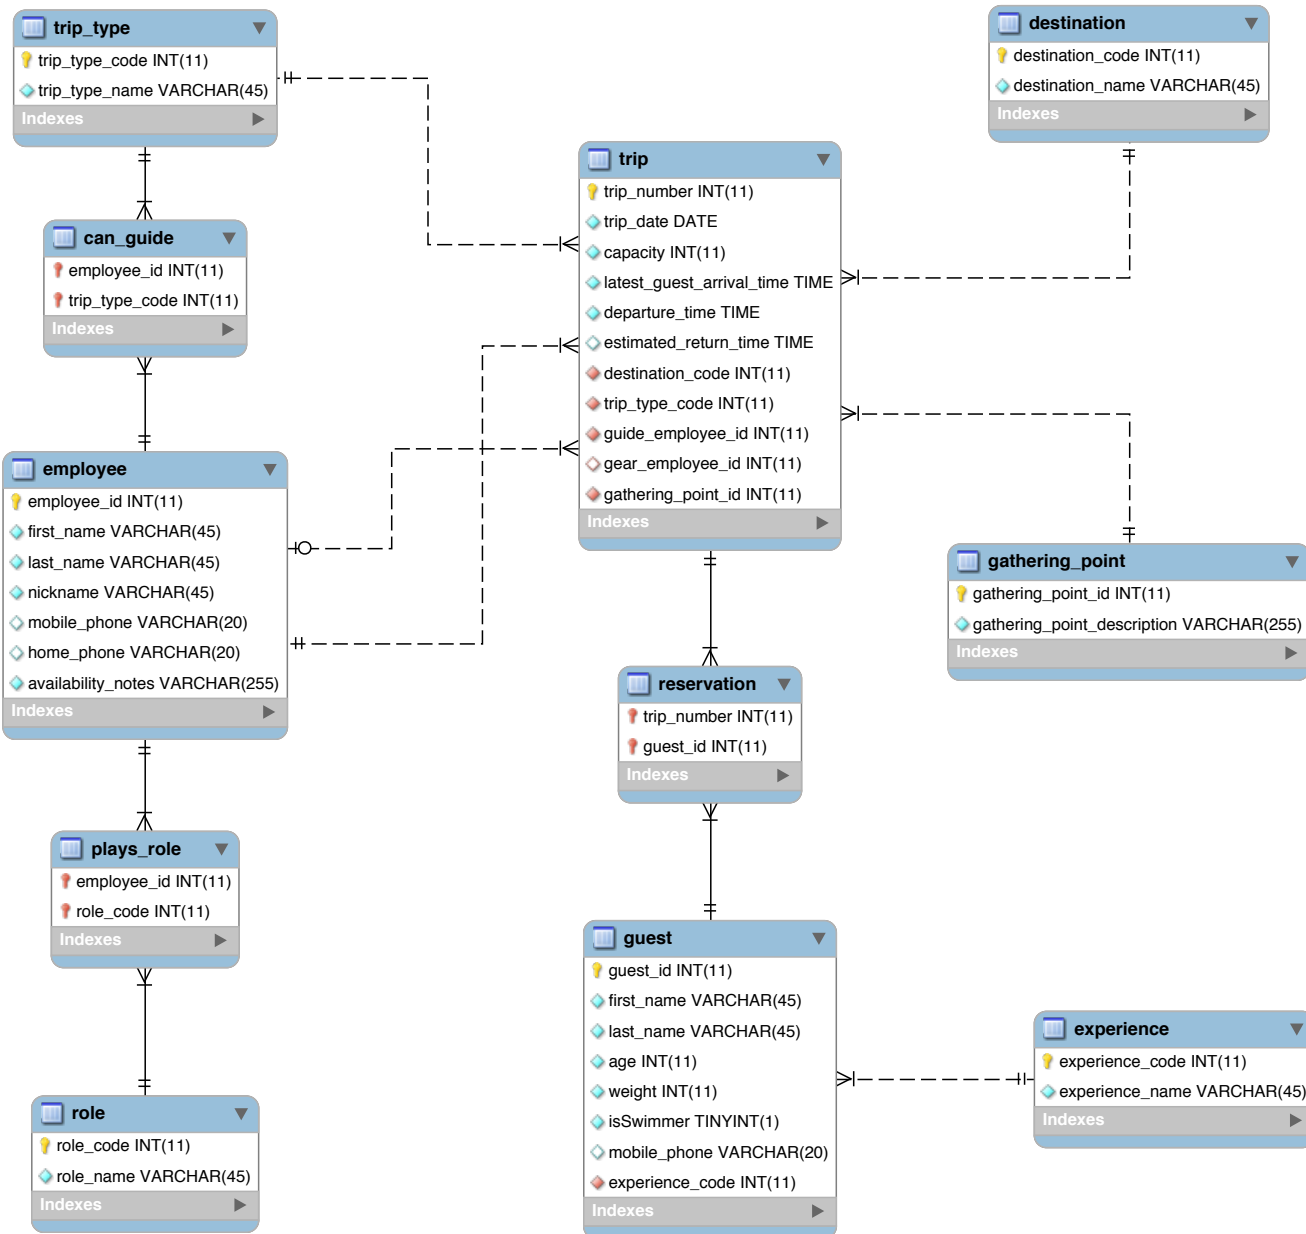 trip_type
trip_type_code INT(11)
trip_type_name VARCHAR(45)
Indexes
destination
destination_code INT(11)
destination_name VARCHAR(45)
Indexes
trip
trip_number INT(11)
trip_date DATE
capacity INT(11)
latest_guest_arrival_time TIME
departure_time TIME
estimated_return_time TIME
destination_code INT(11)
trip_type_code INT(11)
guide_employee_id INT(11)
gear_employee_id INT(11)
gathering_point_id INT(11)
Indexes
can_guide
employee_id INT(11)
trip_type_code INT(11)
Indexes
employee
employee_id INT(11)
first_name VARCHAR(45)
last_name VARCHAR(45)
nickname VARCHAR(45)
mobile_phone VARCHAR(20)
home_phone VARCHAR(20)
availability_notes VARCHAR(255)
Indexes
gathering_point
gathering_point_id INT(11)
gathering_point_description VARCHAR(255)
Indexes
reservation
trip_number INT(11)
guest_id INT(11)
Indexes
plays_role
employee_id INT(11)
role_code INT(11)
Indexes
guest
guest_id INT(11)
first_name VARCHAR(45)
last_name VARCHAR(45)
age INT(11)
weight INT(11)
isSwimmer TINYINT(1)
mobile_phone VARCHAR(20)
experience_code INT(11)
Indexes
experience
experience_code INT(11)
experience_name VARCHAR(45)
Indexes
role
role_code INT(11)
role_name VARCHAR(45)
Indexes